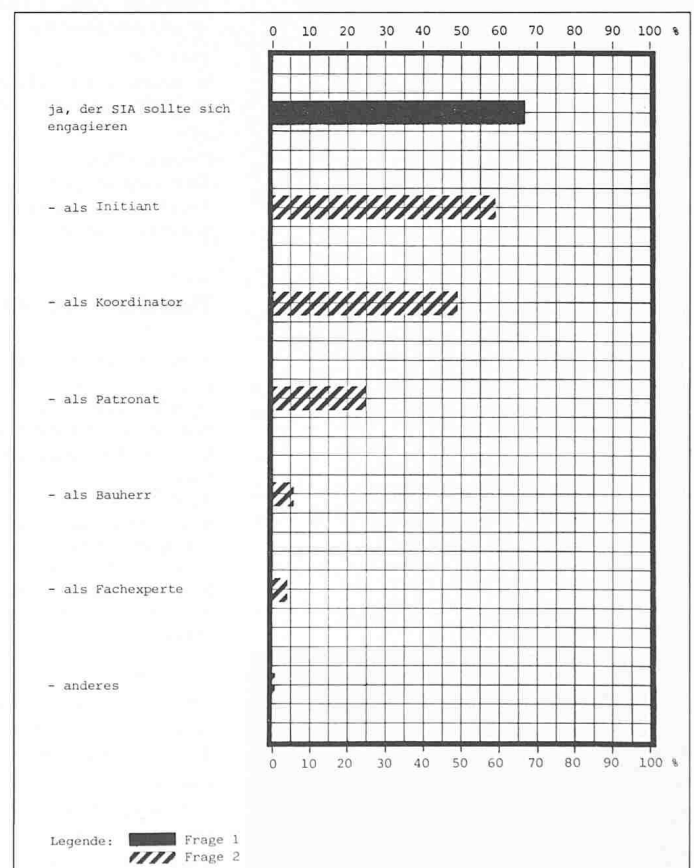 0 10 20 30 40 50 60 70 80 90 100 %
ja, der SIA sollte sich
engagieren
- als Initiant
- als Koordinator
- als Patronat
- als Bauherr
- als Fachexperte
- anderes
0 10 20 30 40 50 60 70 80 90 100 %
Legende: Frage 1
Frage 2